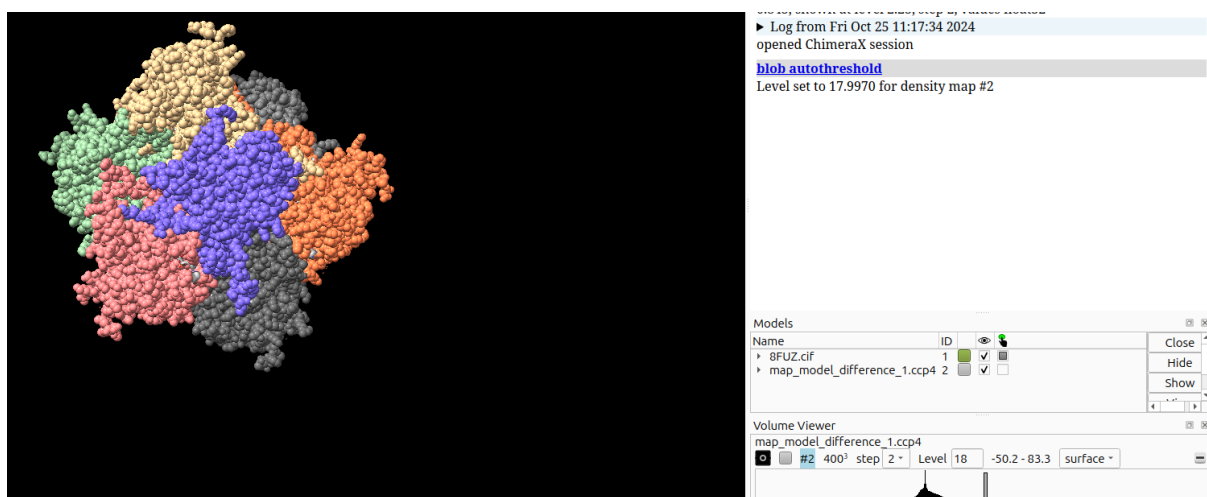 ▶ Log from Fri Oct 25 11:17:34 2024
opened ChimeraX session
blob autothreshold
Level set to 17.9970 for density map #2
Models
Name ID
8FUZ.cif 1
map_model_difference_1.ccp4 2
Close
Hide
Show
Volume Viewer
map_model_difference_1.ccp4
#2 400³ step 2 Level 18 -50.2 - 83.3 surface